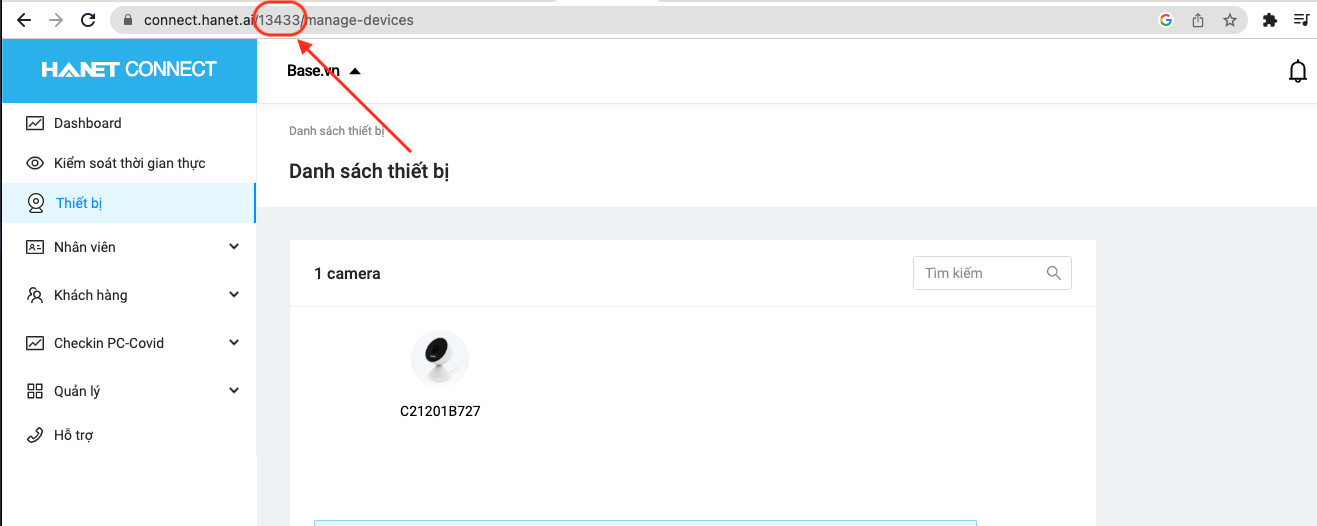 connect.hanet.ai/13433/manage-devices
HANET CONNECT
Base.vn
Dashboard
Kiểm soát thời gian thực
Thiết bị
Nhân viên
Khách hàng
Checkin PC-Covid
Quản lý
Hỗ trợ
Danh sách thiết bị
Danh sách thiết bị
1 camera
Tìm kiếm
C21201B727